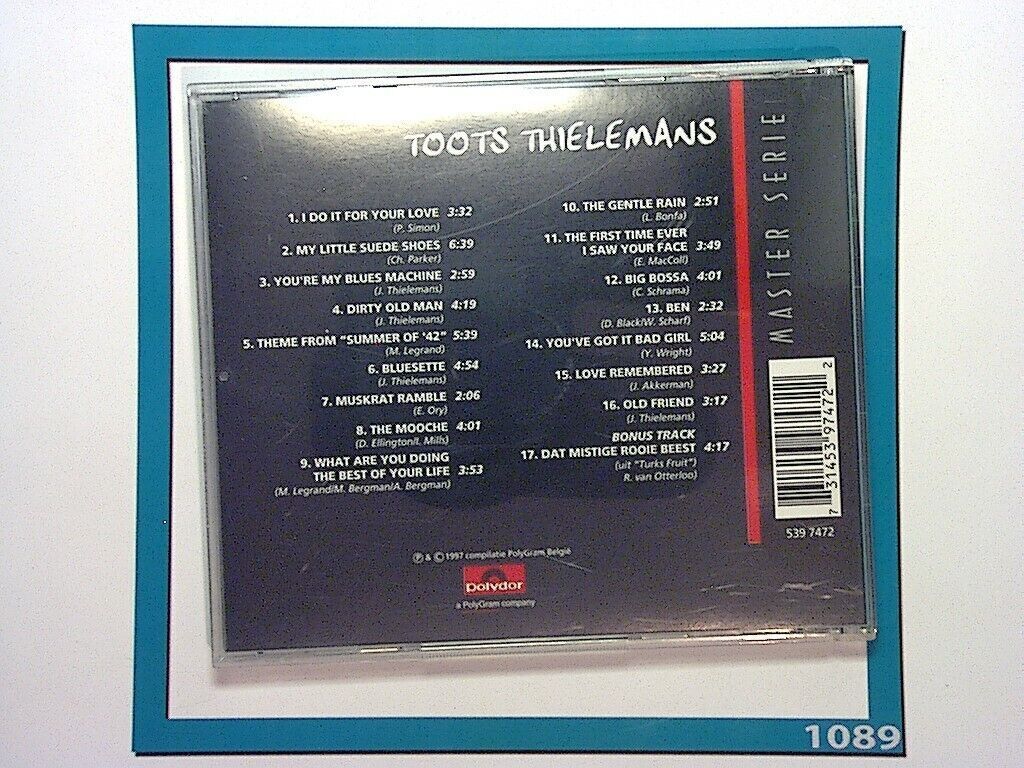 TOOTS THIELEMANS
1. I DO IT FOR YOUR LOVE 3:32
(P. Simon)
2. MY LITTLE SUEDE SHOES 6:39
(Ch. Parker)
3. YOU'RE MY BLUES MACHINE 2:59
(J. Thielemans)
4. DIRTY OLD MAN 4:19
(J. Thielemans)
5. THEME FROM "SUMMER OF '42" 5:39
(M. Legrand)
6. BLUESETTE 4:54
(J. Thielemans)
7. MUSKRAT RAMBLE 2:06
(E. Ory)
8. THE MOOCHE 4:01
(D. Ellington/I. Mills)
9. WHAT ARE YOU DOING
THE BEST OF YOUR LIFE 3:53
(M. Legrand/M. Bergman/A. Bergman)
10. THE GENTLE RAIN 2:51
(L. Bonfa)
11. THE FIRST TIME EVER
I SAW YOUR FACE 3:49
(E. MacColl)
12. BIG BOSSA 4:01
(C. Schrama)
13. BEN 2:32
(D. Black/W. Scharf)
14. YOU'VE GOT IT BAD GIRL 5:04
(Y. Wright)
15. LOVE REMEMBERED 3:27
(J. Akkerman)
16. OLD FRIEND 3:17
(J. Thielemans)
BONUS TRACK
17. DAT MISTIGE ROOIE BEEST 4:17
(uit "Turks Fruit")
R. van Otterloo)
℗ & © 1997 compilatie PolyGram België
polydor
a PolyGram company
MASTER SERIE
7 31453 97472 2
539 7472
1089